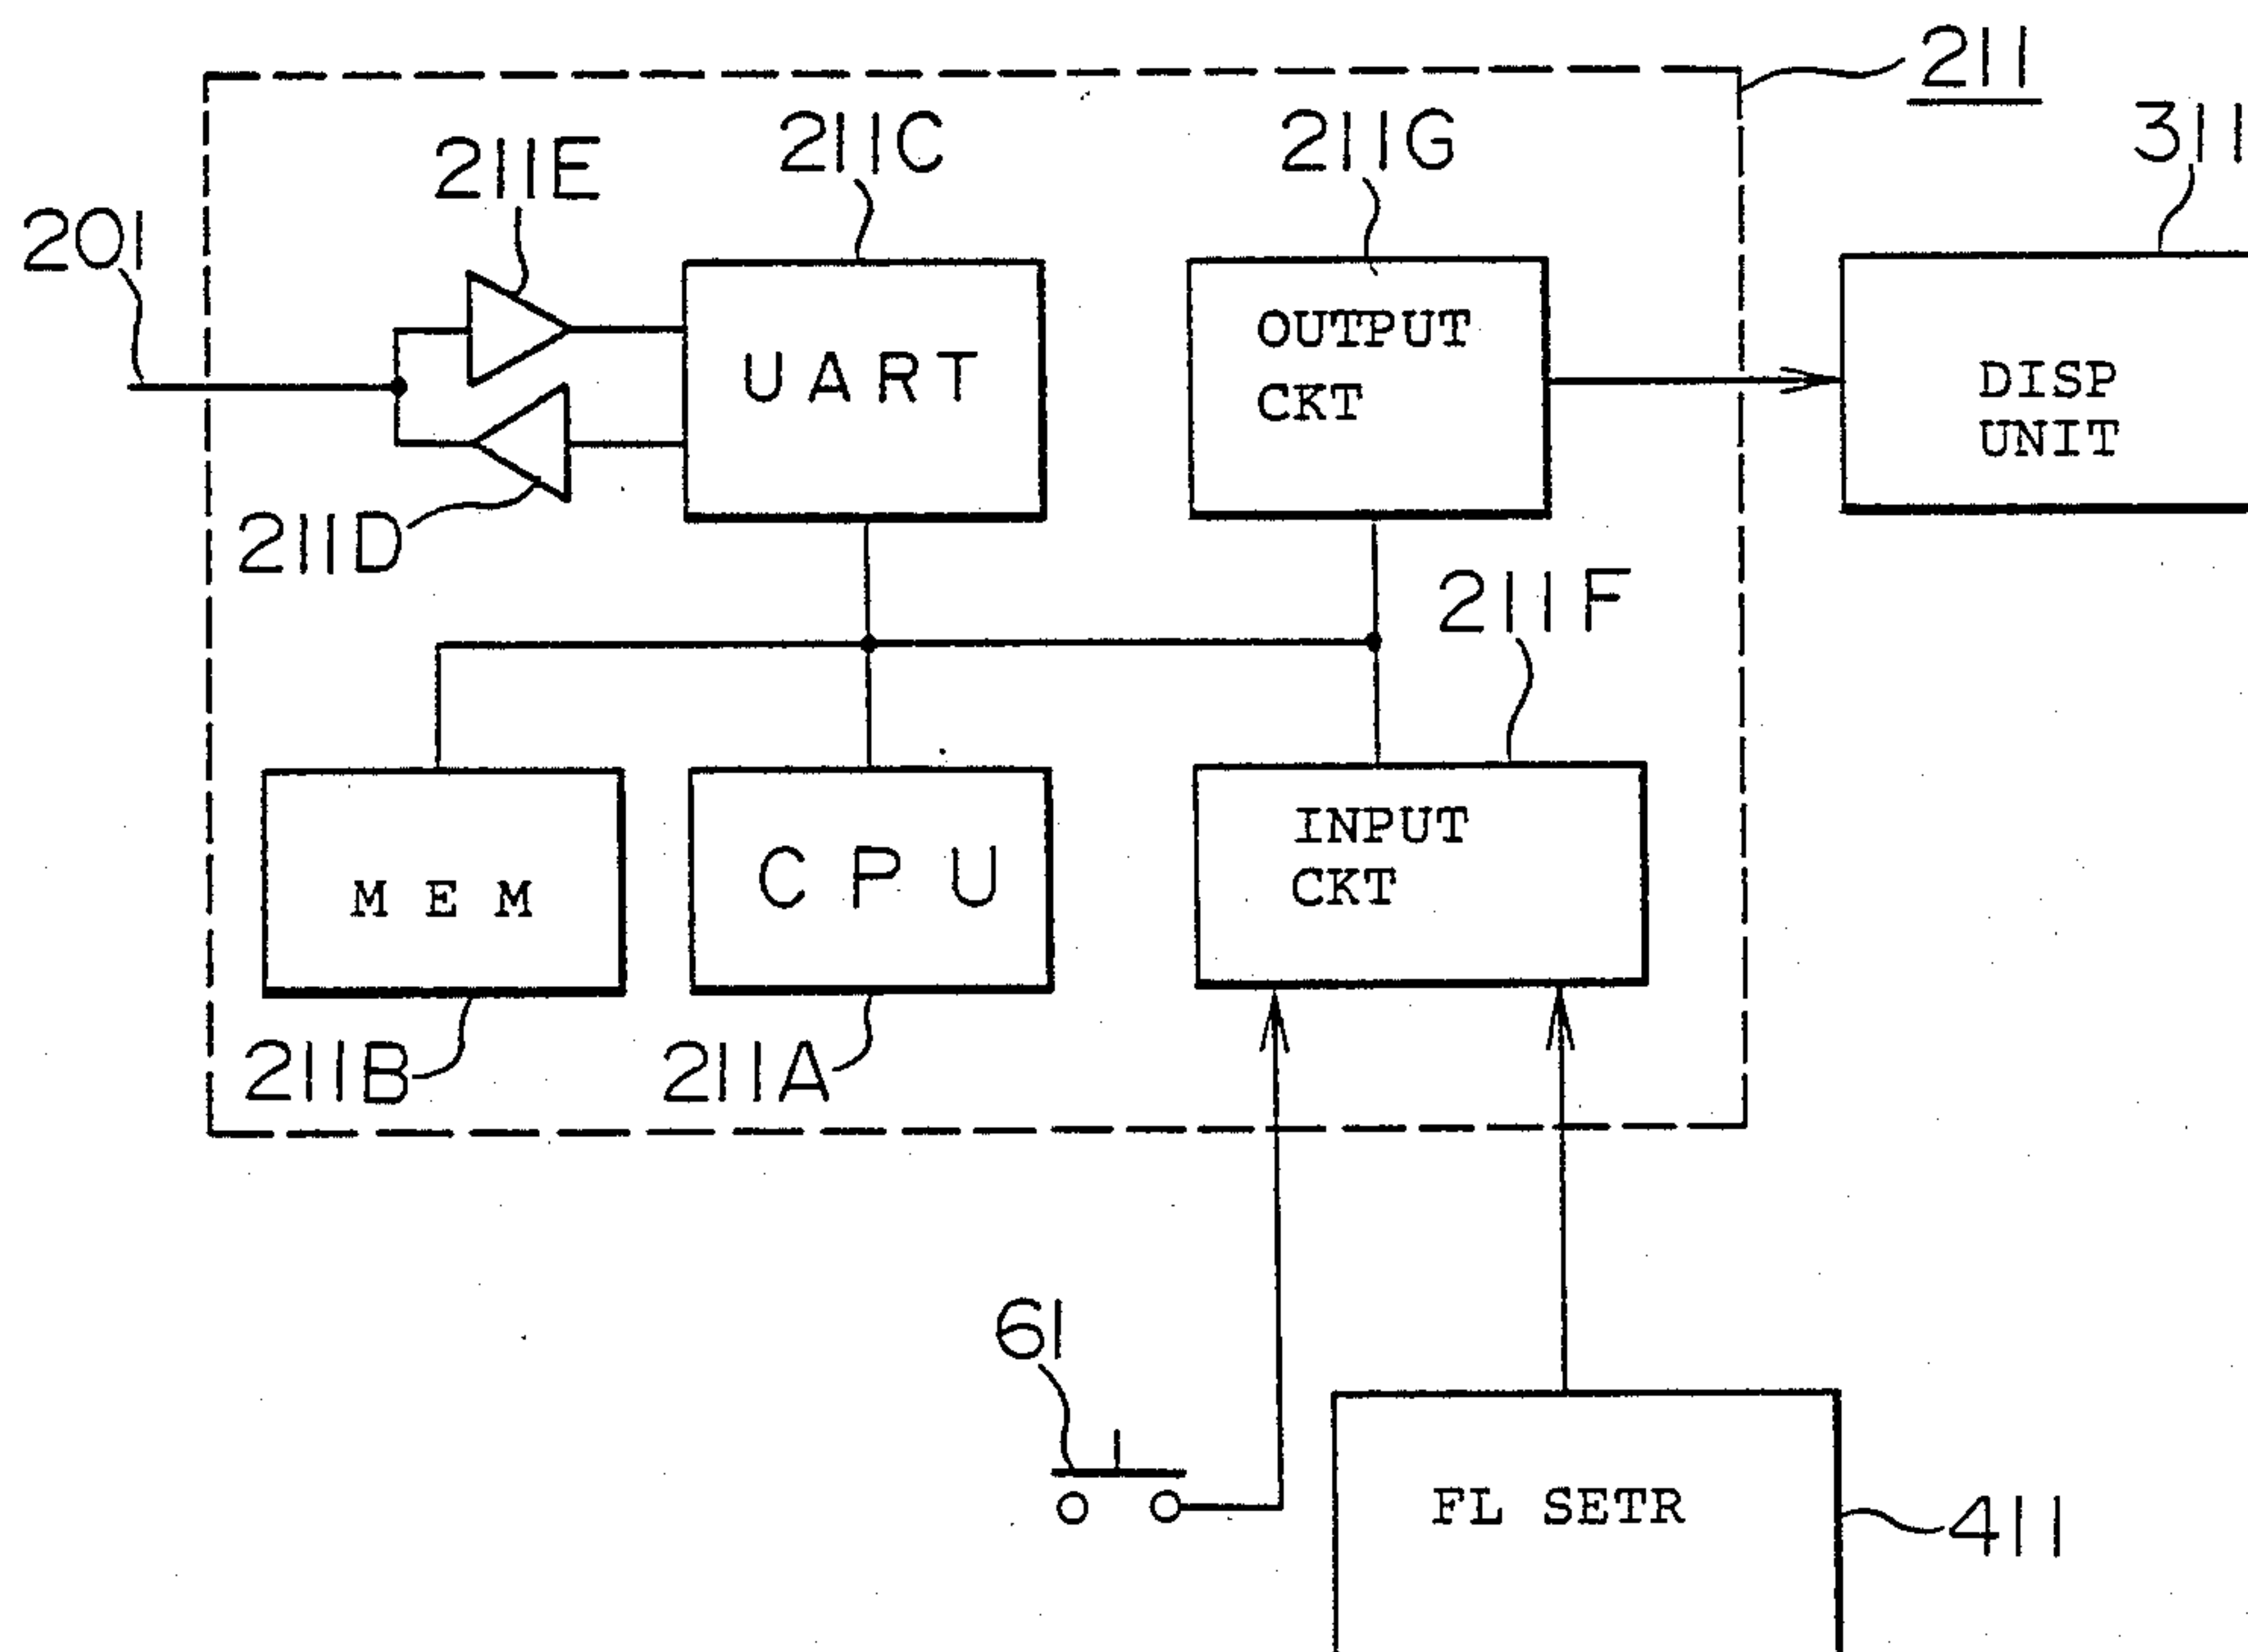 211
311
211E
211C
211G
201
UART
OUTPUT
CKT
DISP
UNIT
211D
211F
MEM
CPU
INPUT
CKT
211B
211A
61
FL SETR
411